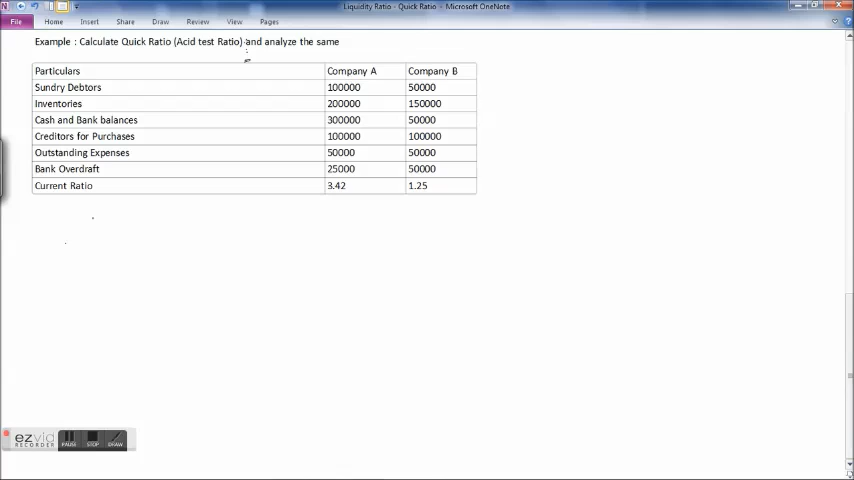 Liquidity Ratio - Quick Ratio - Microsoft OneNote
File Home Insert Share Draw Review View Pages
Example : Calculate Quick Ratio (Acid test Ratio) and analyze the same
Particulars Company A Company B
Sundry Debtors 100000 50000
Inventories 200000 150000
Cash and Bank balances 300000 50000
Creditors for Purchases 100000 100000
Outstanding Expenses 50000 50000
Bank Overdraft 25000 50000
Current Ratio 3.42 1.25
ezvid
RECORDER
PAUSE STOP DRAW